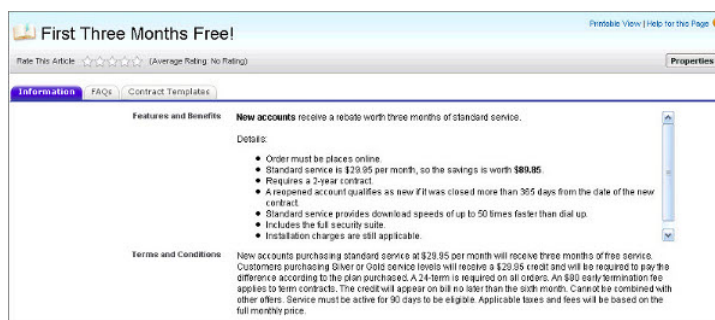 First Three Months Free!
Printable View | Help for this Page
Rate This Article (Average Rating: No Rating)
Properties
Information FAQs Contract Templates
Features and Benefits New accounts receive a rebate worth three months of standard service.
Details:
Order must be places online.
Standard service is $29.95 per month, so the savings is worth $89.85.
Requires a 2-year contract.
A reopened account qualifies as new if it was closed more than 365 days from the date of the new
contract.
Standard service provides download speeds of up to 50 times faster than dial up.
Includes the full security suite.
Installation charges are still applicable.
Terms and Conditions New accounts purchasing standard service at $29.95 per month will receive three months of free service.
Customers purchasing Silver or Gold service levels will receive a $29.95 credit and will be required to pay the
difference according to the plan purchased. A 24-term is required on all orders. An $80 early termination fee
applies to term contracts. The credit will appear on bill no later than the sixth month. Cannot be combined with
other offers. Service must be active for 90 days to be eligible. Applicable taxes and fees will be based on the
full monthly price.